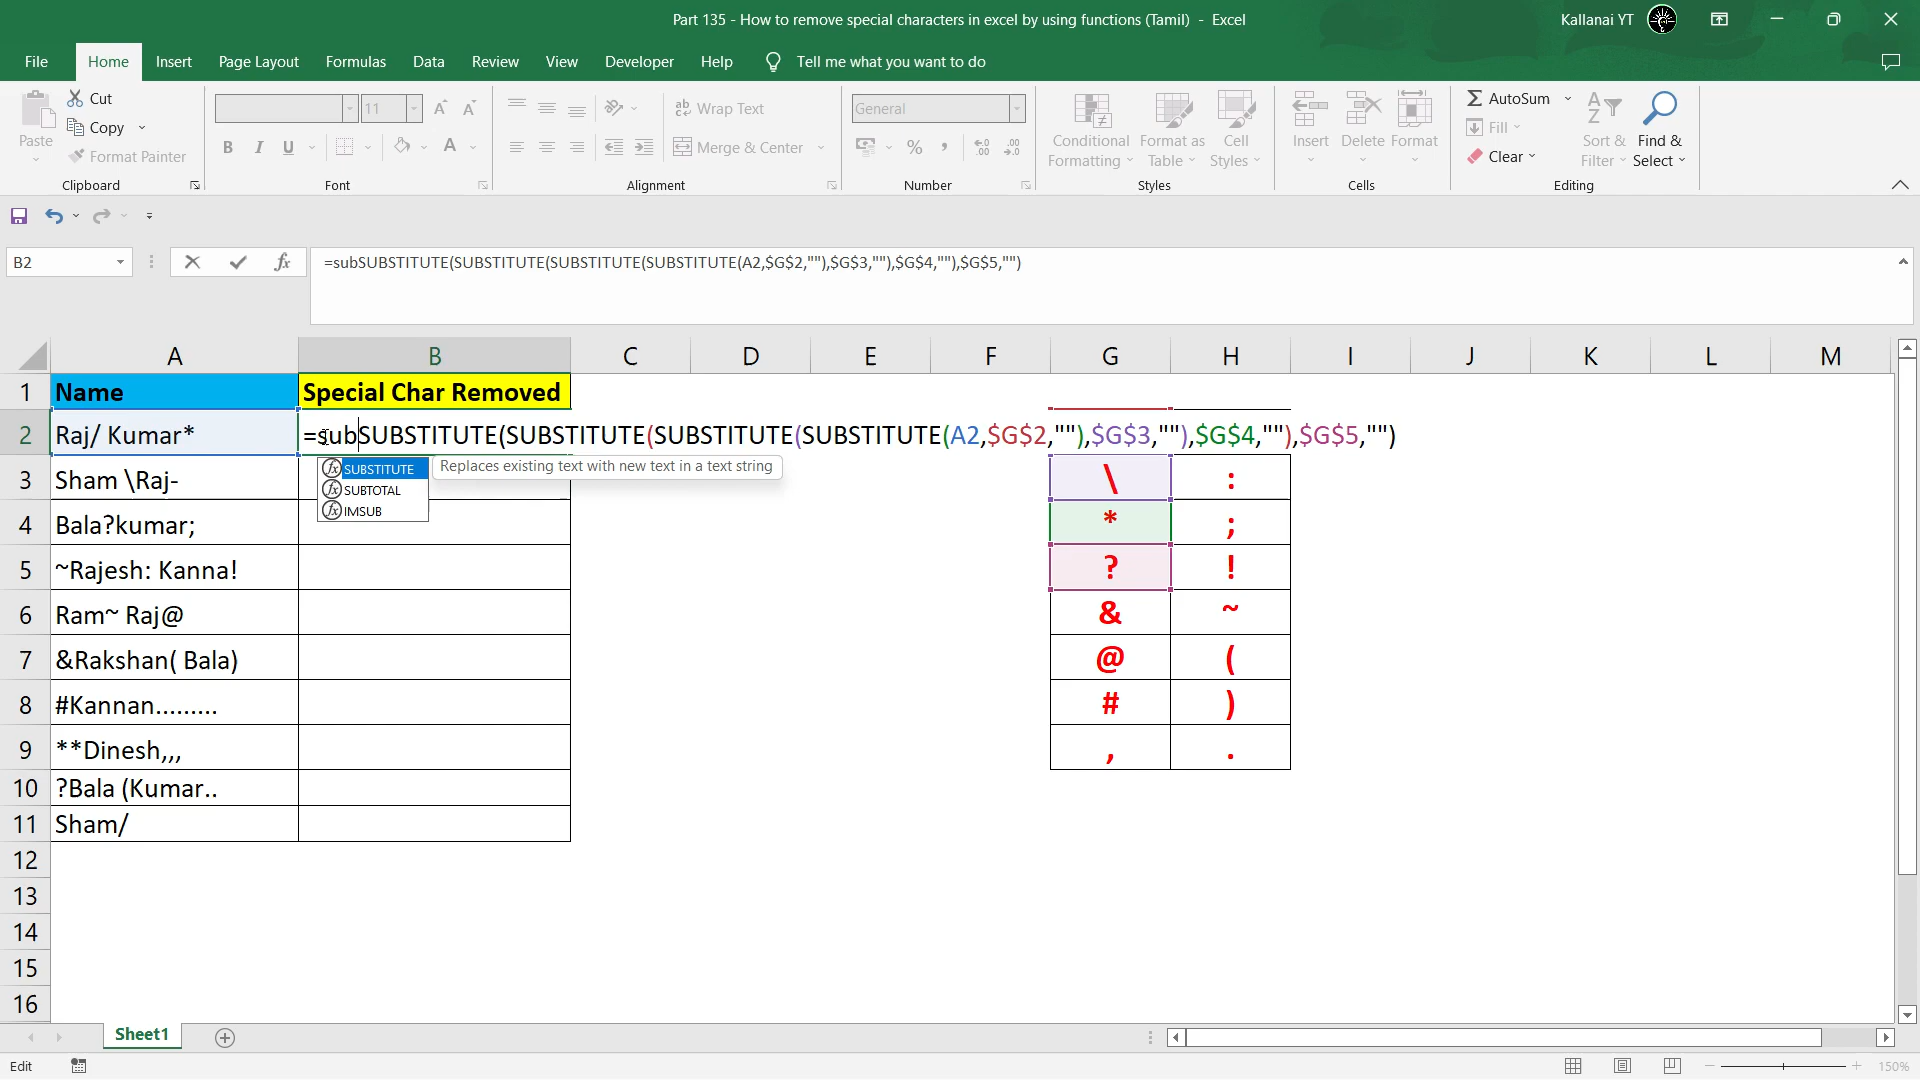 Part 135 - How to remove special characters in excel by using functions (Tamil) - Excel
Kallanai YT
File Home Insert Page Layout Formulas Data Review View Developer Help Tell me what you want to do
Paste
Cut
Copy
Format Painter
Clipboard
11
B I U
A
Font
ab Wrap Text
Merge & Center
Alignment
General
%
Number
Conditional Formatting
Format as Table
Cell Styles
Styles
Insert
Delete
Format
Cells
AutoSum
Fill
Clear
Sort & Filter
Find & Select
Editing
B2
fx
=subSUBSTITUTE(SUBSTITUTE(SUBSTITUTE(SUBSTITUTE(A2,$G$2,""),$G$3,""),$G$4,""),$G$5,"")
A B C D E F G H I J K L M
1 Name Special Char Removed
2 Raj/ Kumar* =subSUBSTITUTE(SUBSTITUTE(SUBSTITUTE(SUBSTITUTE(A2,$G$2,""),$G$3,""),$G$4,""),$G$5,"")
fx SUBSTITUTE Replaces existing text with new text in a text string
fx SUBTOTAL
fx IMSUB
3 Sham \Raj- \ :
4 Bala?kumar; * ;
5 ~Rajesh: Kanna! ? !
6 Ram~ Raj@ & ~
7 &Rakshan( Bala) @ (
8 #Kannan......... # )
9 **Dinesh,,, , .
10 ?Bala (Kumar..
11 Sham/
12
13
14
15
16
Sheet1
Edit
150%